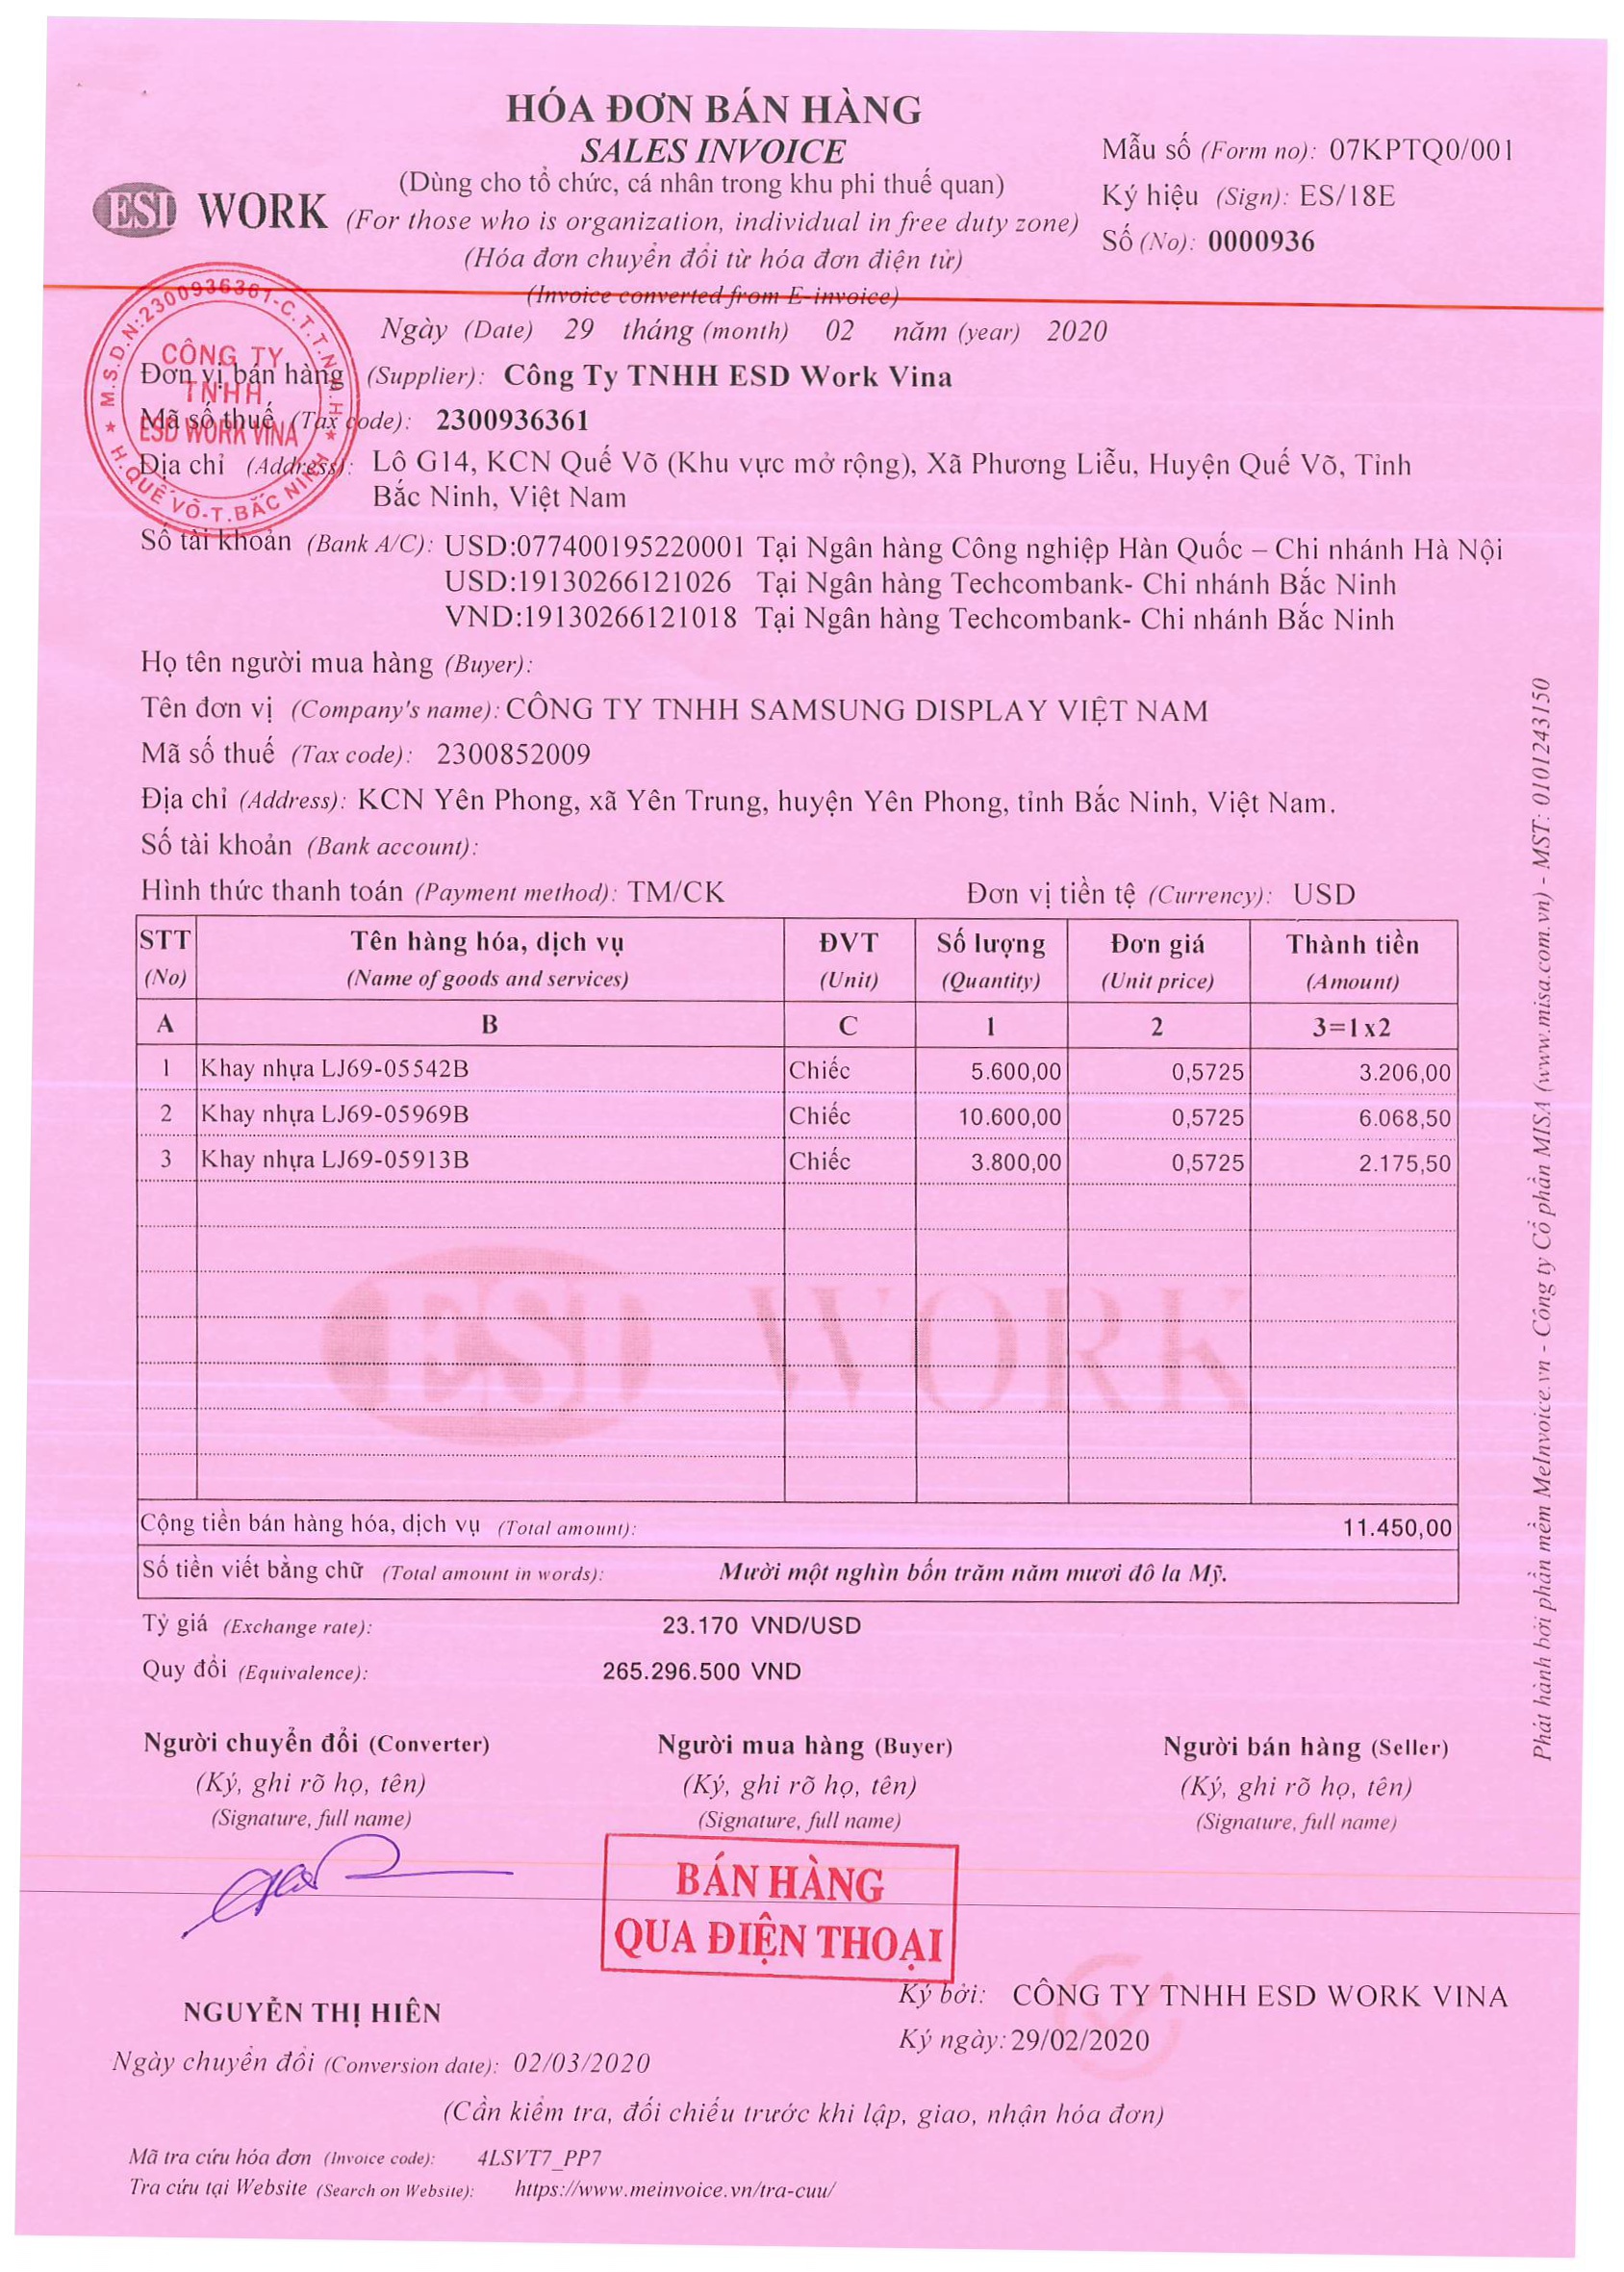 HÓA ĐƠN BÁN HÀNG
SALES INVOICE
(Dùng cho tổ chức, cá nhân trong khu phi thuế quan)
(For those who is organization, individual in free duty zone)
(Hóa đơn chuyển đổi từ hóa đơn điện tử)
(Invoice converted from E-invoice)
ESD WORK
Mẫu số (Form no): 07KPTQ0/001
Ký hiệu (Sign): ES/18E
Số (No): 0000936
Ngày (Date) 29 tháng (month) 02 năm (year) 2020
M.S.D.N:2300936361-C.T.T.N.H.H
CÔNG TY
TNHH
ESD WORK VINA
H.QUẾ VÕ-T.BẮC NINH
Đơn vị bán hàng (Supplier): Công Ty TNHH ESD Work Vina
Mã số thuế (Tax code): 2300936361
Địa chỉ (Address): Lô G14, KCN Quế Võ (Khu vực mở rộng), Xã Phương Liễu, Huyện Quế Võ, Tỉnh
Bắc Ninh, Việt Nam
Số tài khoản (Bank A/C): USD:077400195220001 Tại Ngân hàng Công nghiệp Hàn Quốc – Chi nhánh Hà Nội
USD:19130266121026 Tại Ngân hàng Techcombank- Chi nhánh Bắc Ninh
VND:19130266121018 Tại Ngân hàng Techcombank- Chi nhánh Bắc Ninh
Họ tên người mua hàng (Buyer):
Tên đơn vị (Company's name): CÔNG TY TNHH SAMSUNG DISPLAY VIỆT NAM
Mã số thuế (Tax code): 2300852009
Địa chỉ (Address): KCN Yên Phong, xã Yên Trung, huyện Yên Phong, tỉnh Bắc Ninh, Việt Nam.
Số tài khoản (Bank account):
Hình thức thanh toán (Payment method): TM/CK Đơn vị tiền tệ (Currency): USD
STT Tên hàng hóa, dịch vụ ĐVT Số lượng Đơn giá Thành tiền
(No) (Name of goods and services) (Unit) (Quantity) (Unit price) (Amount)
A B C 1 2 3=1x2
1 Khay nhựa LJ69-05542B Chiếc 5.600,00 0,5725 3.206,00
2 Khay nhựa LJ69-05969B Chiếc 10.600,00 0,5725 6.068,50
3 Khay nhựa LJ69-05913B Chiếc 3.800,00 0,5725 2.175,50
ESD WORK
Cộng tiền bán hàng hóa, dịch vụ (Total amount): 11.450,00
Số tiền viết bằng chữ (Total amount in words): Mười một nghìn bốn trăm năm mươi đô la Mỹ.
Tỷ giá (Exchange rate): 23.170 VND/USD
Quy đổi (Equivalence): 265.296.500 VND
Người chuyển đổi (Converter) Người mua hàng (Buyer) Người bán hàng (Seller)
(Ký, ghi rõ họ, tên) (Ký, ghi rõ họ, tên) (Ký, ghi rõ họ, tên)
(Signature, full name) (Signature, full name) (Signature, full name)
BÁN HÀNG
QUA ĐIỆN THOẠI
Ký bởi: CÔNG TY TNHH ESD WORK VINA
Ký ngày: 29/02/2020
NGUYỄN THỊ HIÊN
Ngày chuyển đổi (Conversion date): 02/03/2020
(Cần kiểm tra, đối chiếu trước khi lập, giao, nhận hóa đơn)
Mã tra cứu hóa đơn (Invoice code): 4LSVT7_PP7
Tra cứu tại Website (Search on Website): https://www.meinvoice.vn/tra-cuu/
Phát hành bởi phần mềm MeInvoice.vn - Công ty Cổ phần MISA (www.misa.com.vn) - MST: 0101243150